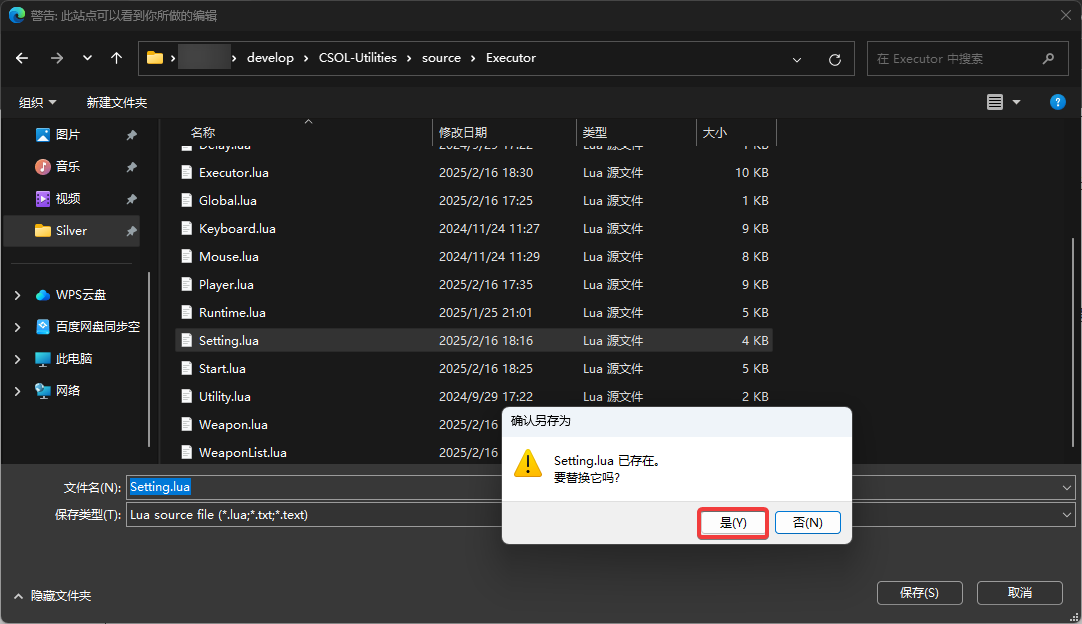 警告: 此站点可以看到你所做的编辑
develop › CSOL-Utilities › source › Executor
在 Executor 中搜索
组织 新建文件夹
图片
音乐
视频
Silver
WPS云盘
百度网盘同步空
此电脑
网络
名称 修改日期 类型 大小
Delay.lua 2024/9/29 17:22 Lua 源文件 1 KB
Executor.lua 2025/2/16 18:30 Lua 源文件 10 KB
Global.lua 2025/2/16 17:25 Lua 源文件 1 KB
Keyboard.lua 2024/11/24 11:27 Lua 源文件 9 KB
Mouse.lua 2024/11/24 11:29 Lua 源文件 8 KB
Player.lua 2025/2/16 17:35 Lua 源文件 9 KB
Runtime.lua 2025/1/25 21:01 Lua 源文件 5 KB
Setting.lua 2025/2/16 18:16 Lua 源文件 4 KB
Start.lua 2025/2/16 18:25 Lua 源文件 5 KB
Utility.lua 2024/9/29 17:22 Lua 源文件 2 KB
Weapon.lua 2025/2/16
WeaponList.lua 2025/2/16
确认另存为
Setting.lua 已存在。
要替换它吗?
是(Y) 否(N)
文件名(N): Setting.lua
保存类型(T): Lua source file (*.lua;*.txt;*.text)
隐藏文件夹
保存(S) 取消